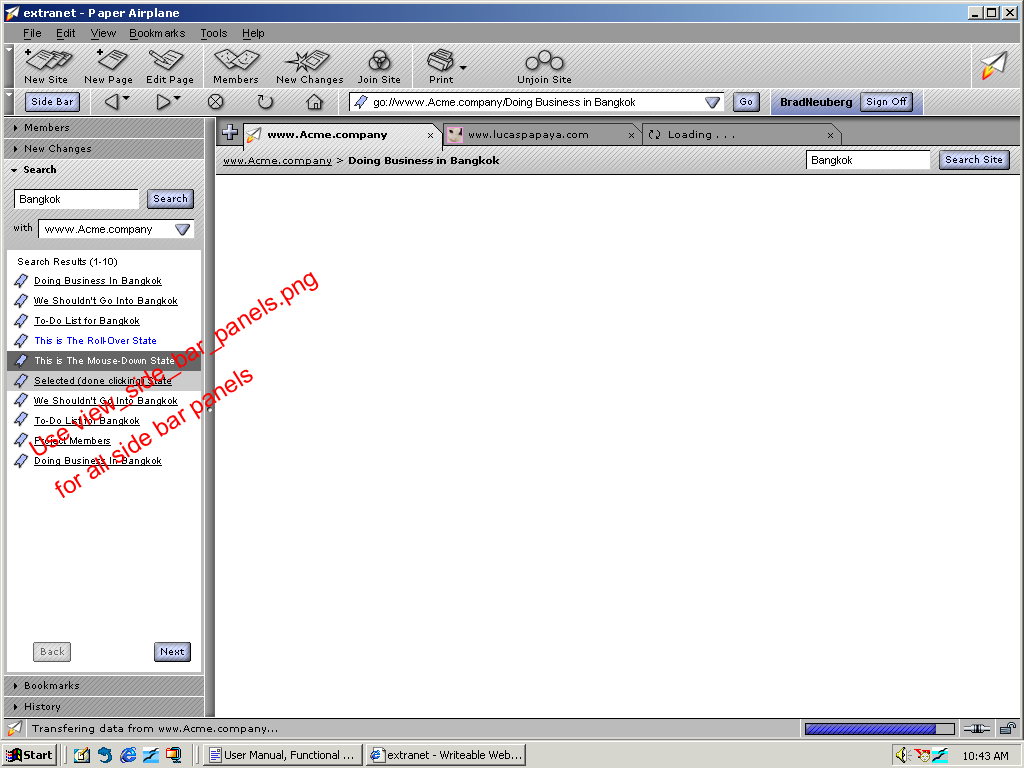 extranet - Paper Airplane
File Edit View Bookmarks Tools Help
New Site New Page Edit Page Members New Changes Join Site Print Unjoin Site
Side Bar go://www.Acme.company/Doing Business in Bangkok Go BradNeuberg Sign Off
Members
New Changes
Search
Bangkok Search
with www.Acme.company
Search Results (1-10)
Doing Business In Bangkok
We Shouldn't Go Into Bangkok
To-Do List for Bangkok
This is The Roll-Over State
This is The Mouse-Down State
Selected (done clicking) State
We Shouldn't Go Into Bangkok
To-Do List for Bangkok
Project Members
Doing Business In Bangkok
Back Next
Bookmarks
History
www.Acme.company x www.lucaspapaya.com x Loading . . . x
www.Acme.company > Doing Business in Bangkok Bangkok Search Site
Use view_side_bar_panels.png
for all side bar panels
Transfering data from www.Acme.company...
Start User Manual, Functional ... extranet - Writeable Web... 10:43 AM